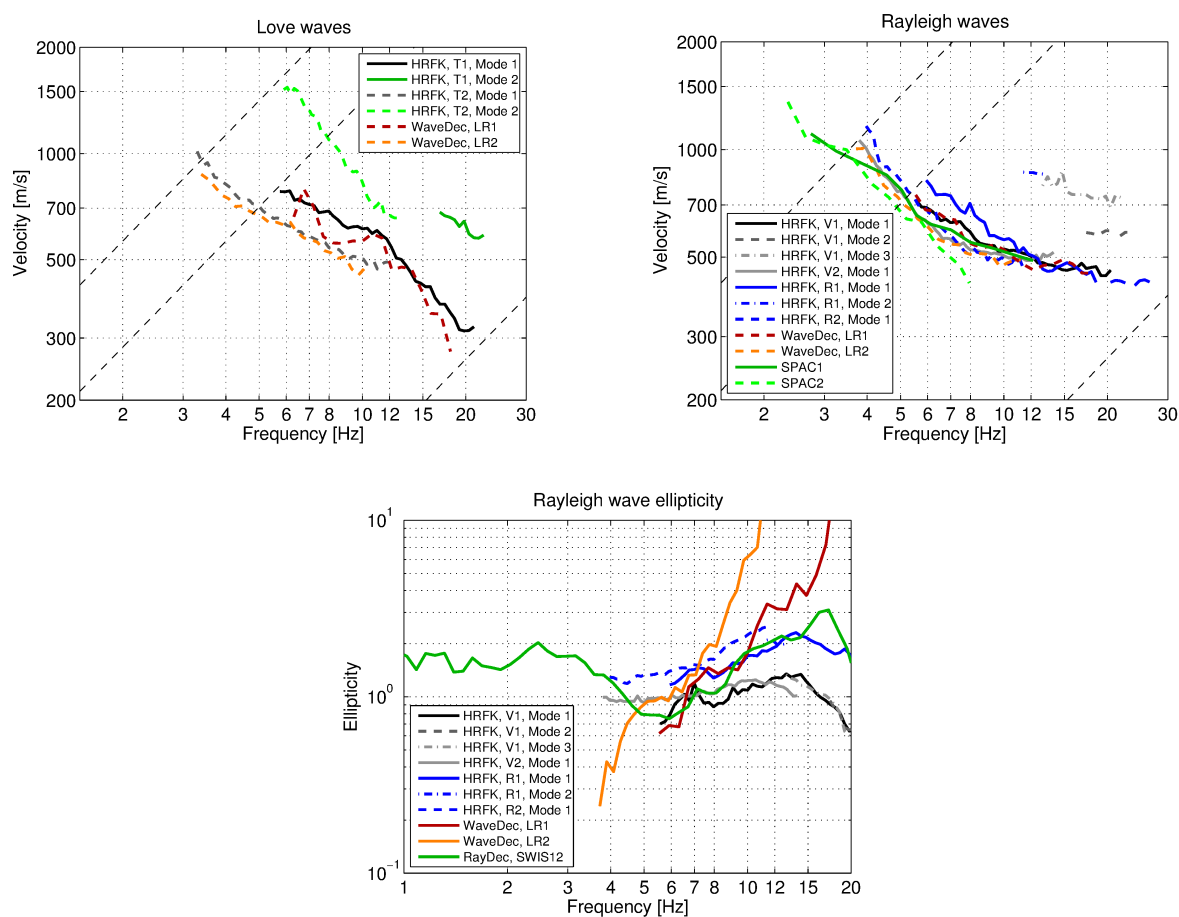 Love waves
Velocity [m/s]
2000
1500
1000
700
500
300
200
2 3 4 5 6 7 8 10 12 15 20 30
Frequency [Hz]
HRFK, T1, Mode 1
HRFK, T1, Mode 2
HRFK, T2, Mode 1
HRFK, T2, Mode 2
WaveDec, LR1
WaveDec, LR2
Rayleigh waves
Velocity [m/s]
2000
1500
1000
700
500
300
200
2 3 4 5 6 7 8 10 12 15 20 30
Frequency [Hz]
HRFK, V1, Mode 1
HRFK, V1, Mode 2
HRFK, V1, Mode 3
HRFK, V2, Mode 1
HRFK, R1, Mode 1
HRFK, R1, Mode 2
HRFK, R2, Mode 1
WaveDec, LR1
WaveDec, LR2
SPAC1
SPAC2
Rayleigh wave ellipticity
Ellipticity
10^1
10^0
10^-1
1 2 3 4 5 6 7 8 10 12 15 20
Frequency [Hz]
HRFK, V1, Mode 1
HRFK, V1, Mode 2
HRFK, V1, Mode 3
HRFK, V2, Mode 1
HRFK, R1, Mode 1
HRFK, R1, Mode 2
HRFK, R2, Mode 1
WaveDec, LR1
WaveDec, LR2
RayDec, SWIS12